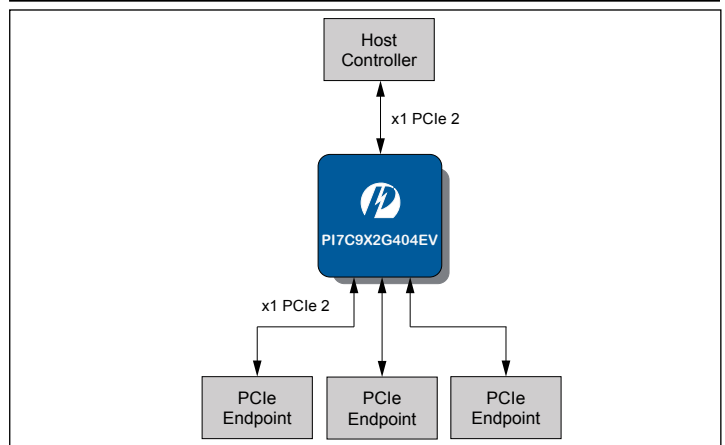 Host
Controller
x1 PCIe 2
PI7C9X2G404EV
x1 PCIe 2
PCIe
Endpoint
PCIe
Endpoint
PCIe
Endpoint